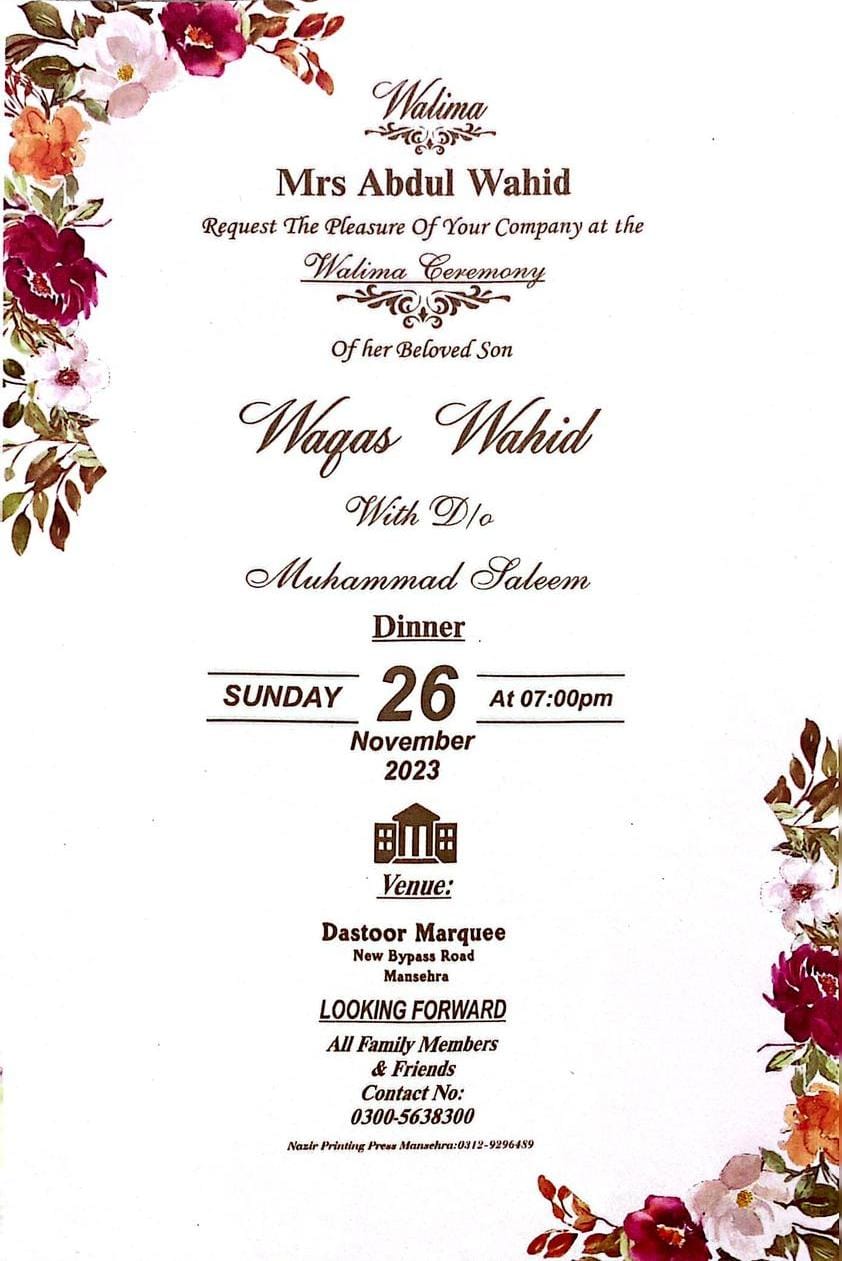 Walima
Mrs Abdul Wahid
Request The Pleasure Of Your Company at the
Walima Ceremony
Of her Beloved Son
Waqas Wahid
With D/o
Muhammad Saleem
Dinner
SUNDAY 26 At 07:00pm
November
2023
Venue:
Dastoor Marquee
New Bypass Road
Mansehra
LOOKING FORWARD
All Family Members
& Friends
Contact No:
0300-5638300
Nazir Printing Press Mansehra:0312-9296489